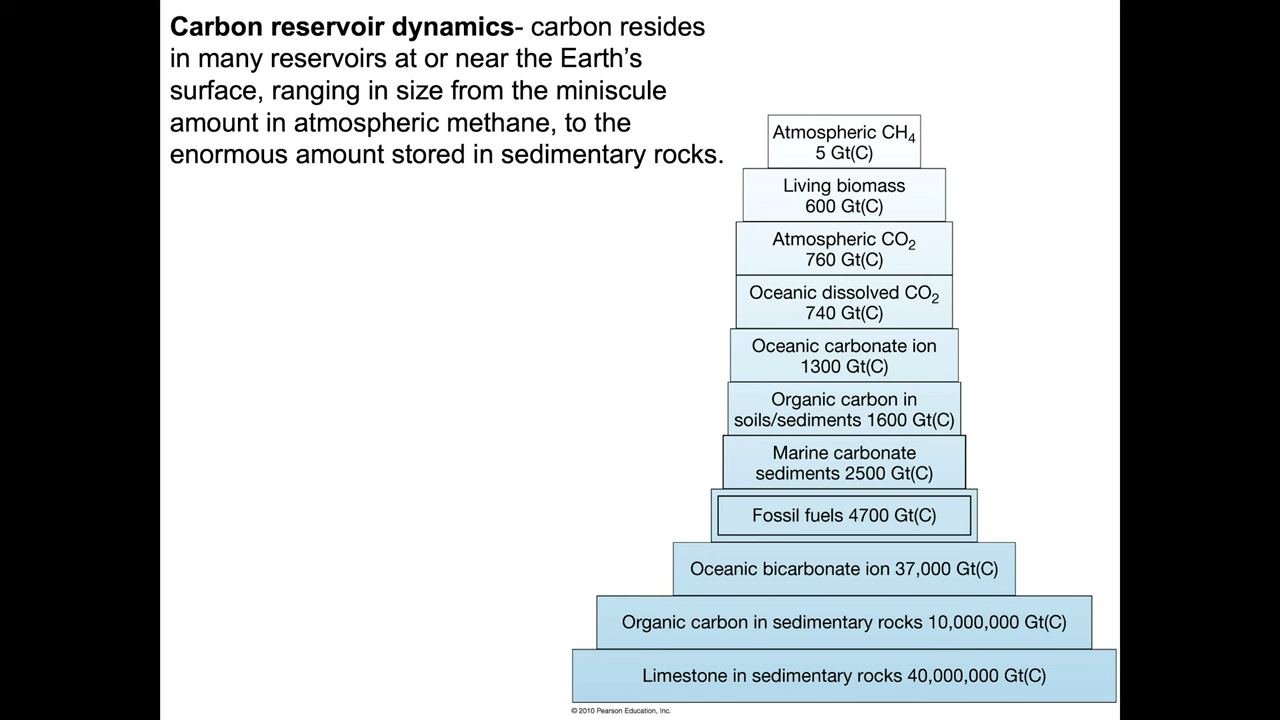 Carbon reservoir dynamics- carbon resides
in many reservoirs at or near the Earth’s
surface, ranging in size from the miniscule
amount in atmospheric methane, to the
enormous amount stored in sedimentary rocks.
Atmospheric CH₄
5 Gt(C)
Living biomass
600 Gt(C)
Atmospheric CO₂
760 Gt(C)
Oceanic dissolved CO₂
740 Gt(C)
Oceanic carbonate ion
1300 Gt(C)
Organic carbon in
soils/sediments 1600 Gt(C)
Marine carbonate
sediments 2500 Gt(C)
Fossil fuels 4700 Gt(C)
Oceanic bicarbonate ion 37,000 Gt(C)
Organic carbon in sedimentary rocks 10,000,000 Gt(C)
Limestone in sedimentary rocks 40,000,000 Gt(C)
© 2010 Pearson Education, Inc.